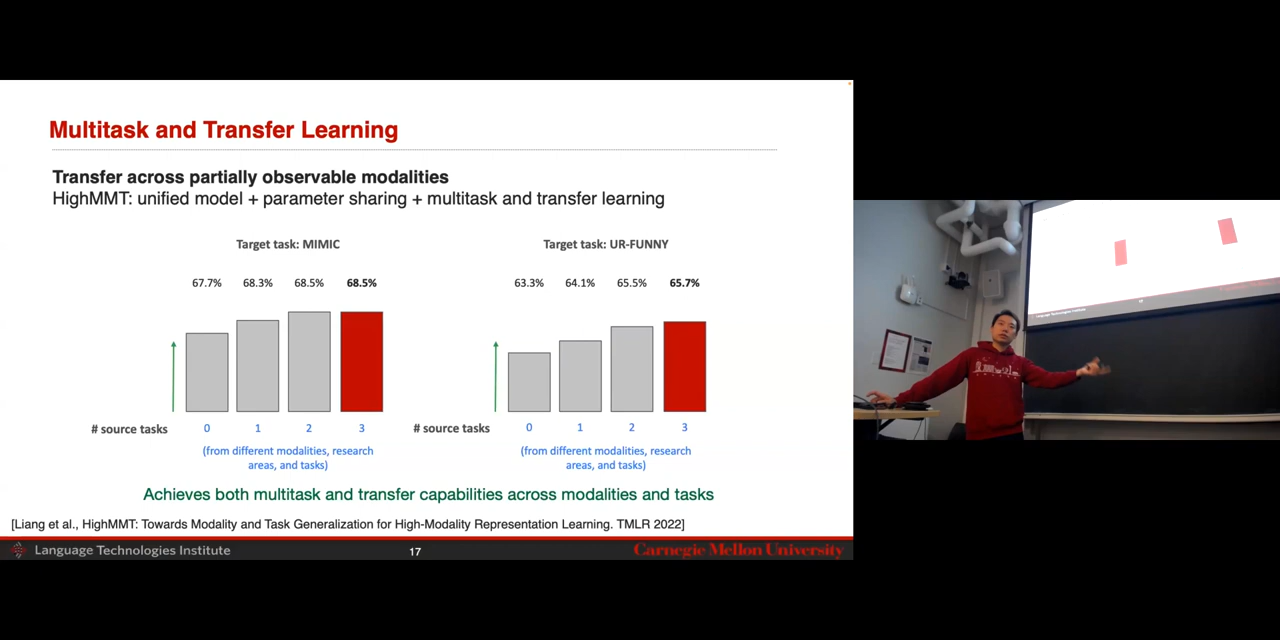 Multitask and Transfer Learning
Transfer across partially observable modalities
HighMMT: unified model + parameter sharing + multitask and transfer learning
Target task: MIMIC
67.7% 68.3% 68.5% 68.5%
# source tasks 0 1 2 3
(from different modalities, research
areas, and tasks)
Target task: UR-FUNNY
63.3% 64.1% 65.5% 65.7%
# source tasks 0 1 2 3
(from different modalities, research
areas, and tasks)
Achieves both multitask and transfer capabilities across modalities and tasks
[Liang et al., HighMMT: Towards Modality and Task Generalization for High-Modality Representation Learning. TMLR 2022]
Language Technologies Institute 17 Carnegie Mellon University